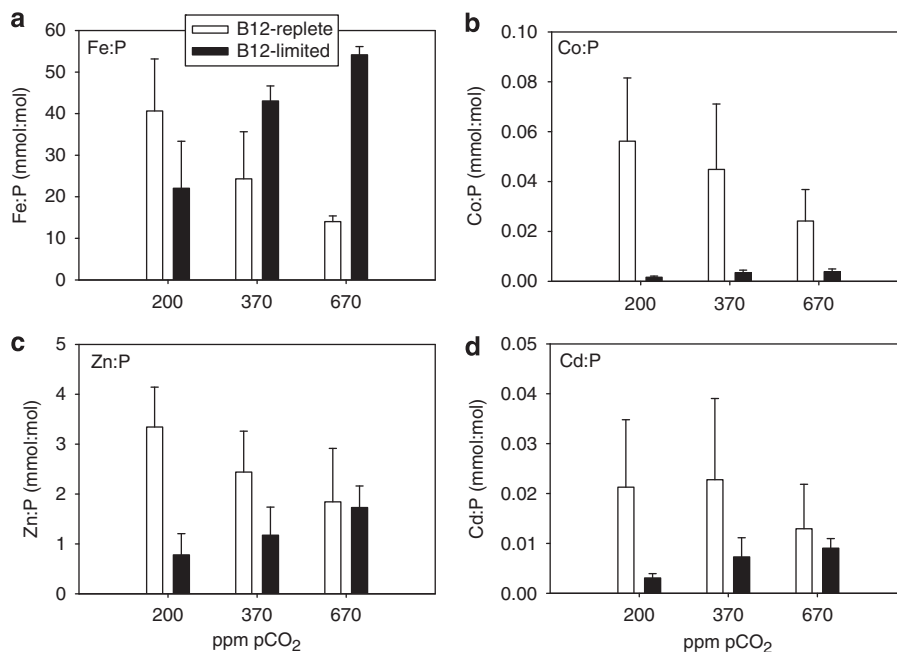 a
Fe:P
B12-replete
B12-limited
60
50
40
30
20
10
0
Fe:P (mmol:mol)
200 370 670
b
Co:P
0.10
0.08
0.06
0.04
0.02
0.00
Co:P (mmol:mol)
200 370 670
c
Zn:P
5
4
3
2
1
0
Zn:P (mmol:mol)
200 370 670
ppm pCO₂
d
Cd:P
0.05
0.04
0.03
0.02
0.01
0.00
Cd:P (mmol:mol)
200 370 670
ppm pCO₂